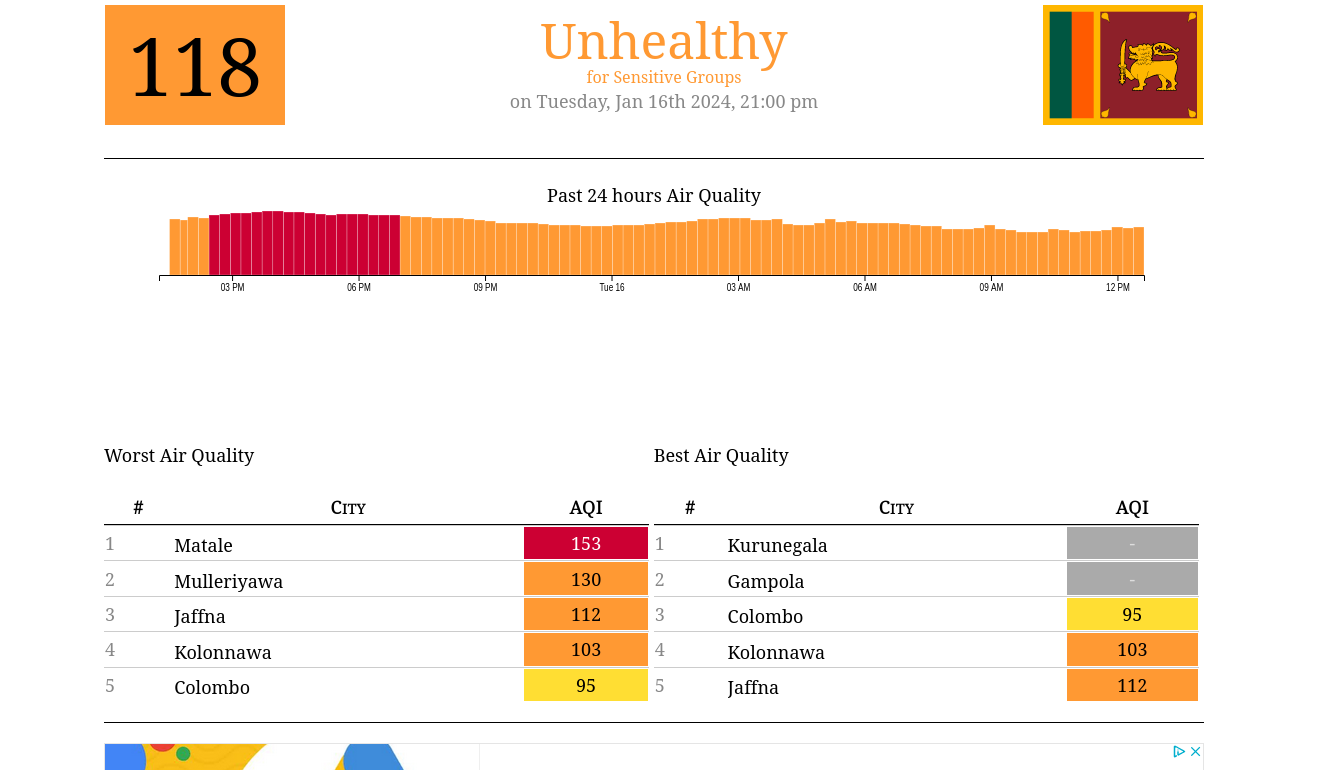 118
Unhealthy
for Sensitive Groups
on Tuesday, Jan 16th 2024, 21:00 pm
Past 24 hours Air Quality
03 PM 06 PM 09 PM Tue 16 03 AM 06 AM 09 AM 12 PM
Worst Air Quality
# City AQI
1 Matale 153
2 Mulleriyawa 130
3 Jaffna 112
4 Kolonnawa 103
5 Colombo 95
Best Air Quality
# City AQI
1 Kurunegala -
2 Gampola -
3 Colombo 95
4 Kolonnawa 103
5 Jaffna 112